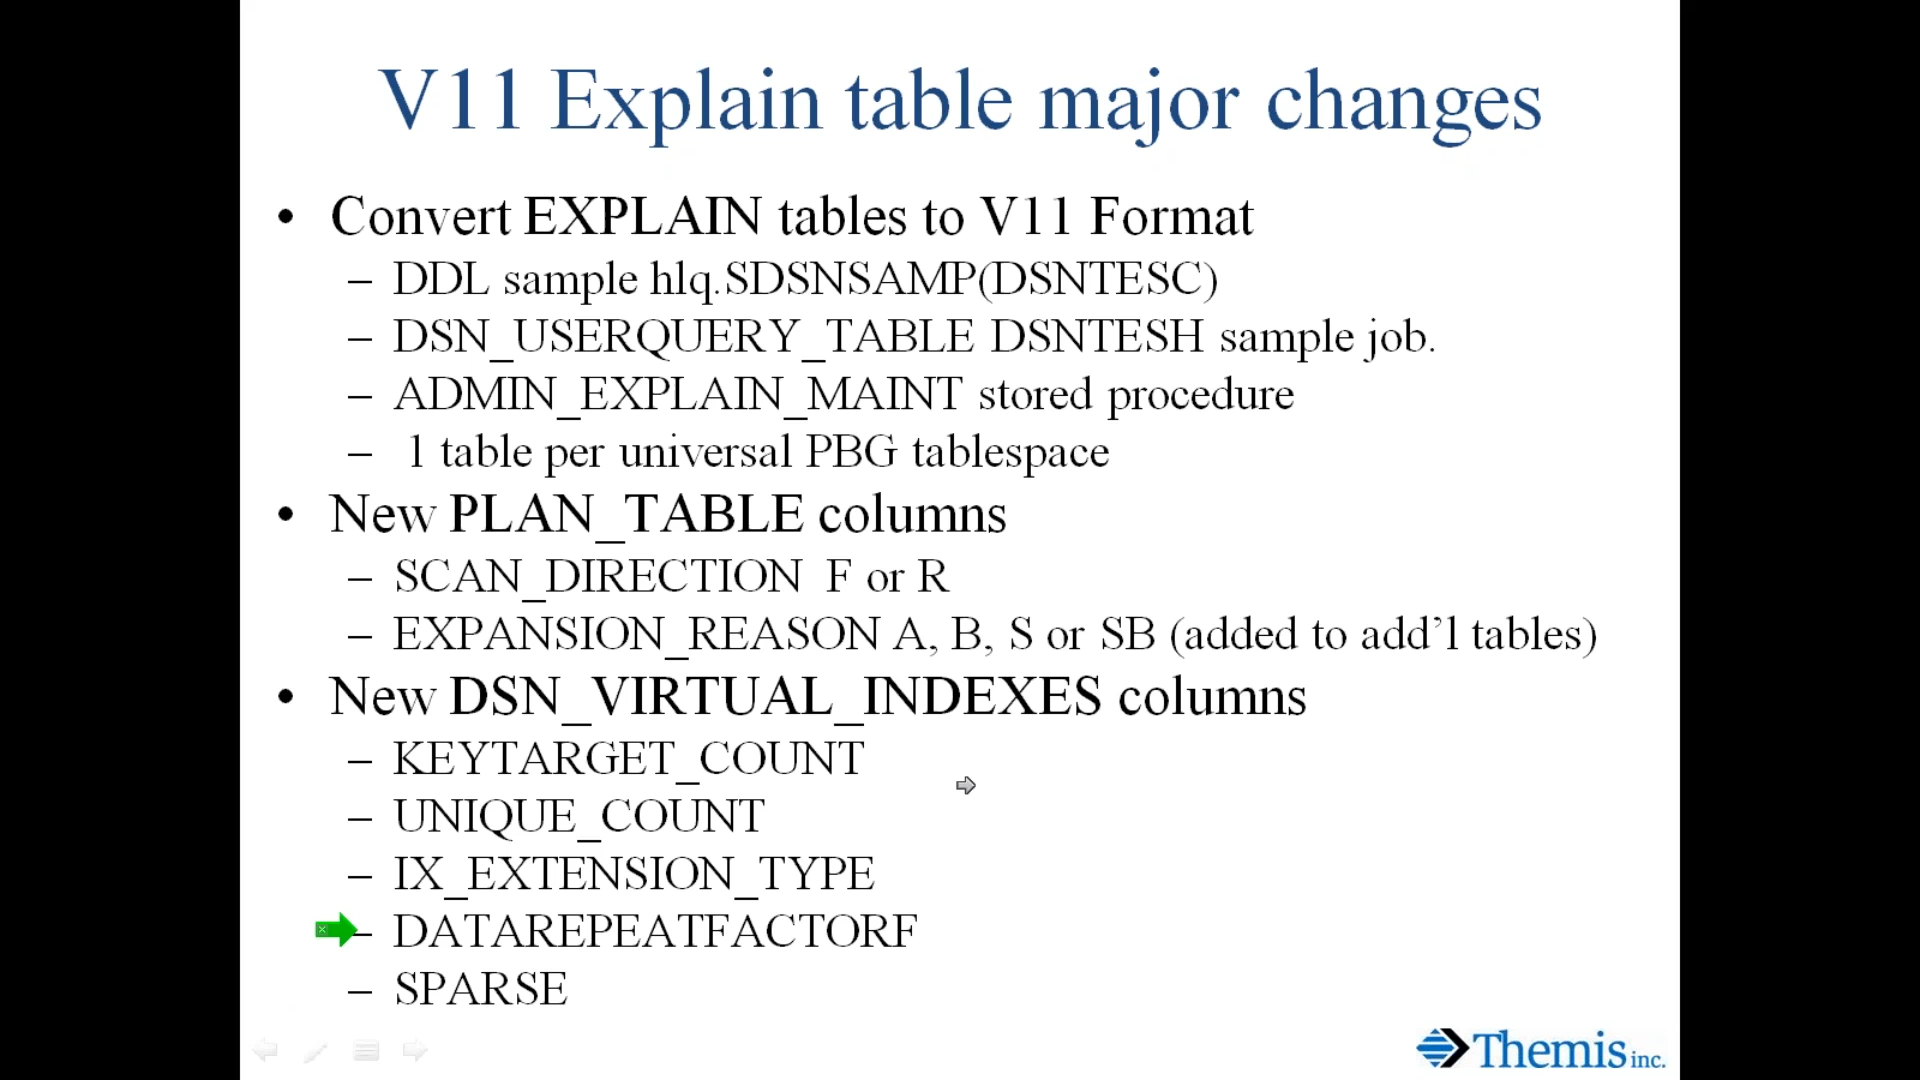 V11 Explain table major changes
• Convert EXPLAIN tables to V11 Format
– DDL sample hlq.SDSNSAMP(DSNTESC)
– DSN_USERQUERY_TABLE DSNTESH sample job.
– ADMIN_EXPLAIN_MAINT stored procedure
– 1 table per universal PBG tablespace
• New PLAN_TABLE columns
– SCAN_DIRECTION F or R
– EXPANSION_REASON A, B, S or SB (added to add’l tables)
• New DSN_VIRTUAL_INDEXES columns
– KEYTARGET_COUNT
– UNIQUE_COUNT
– IX_EXTENSION_TYPE
– DATAREPEATFACTORF
– SPARSE
Themis inc.